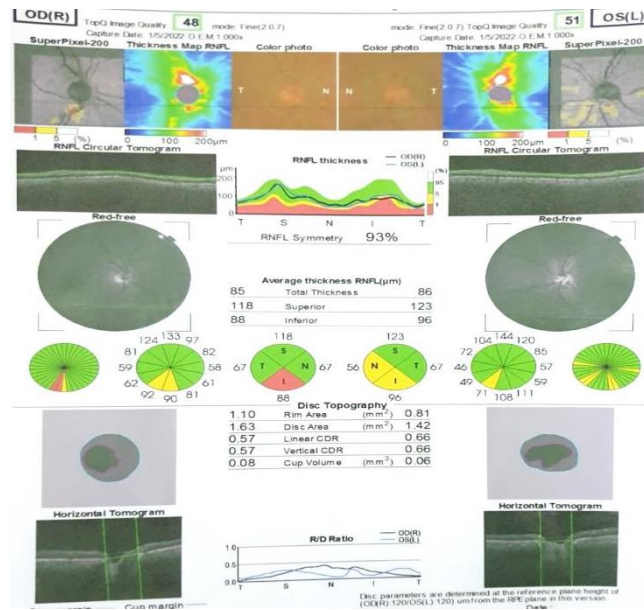 OD(R) TopQ Image Quality 48 mode: Fine(2.0.7) mode: Fine(2.0.7) TopQ Image Quality 51 OS(L)
Capture Date: 1/5/2022 O.E.M 1.000x Capture Date: 1/5/2022 O.E.M 1.000x
SuperPixel-200 Thickness Map RNFL Color photo Color photo Thickness Map RNFL SuperPixel-200
T N N T
1 5 (%) 0 100 200μm 0 100 200μm 1 5 (%)
RNFL Circular Tomogram RNFL Circular Tomogram
RNFL thickness OD(R)
OS(L)
μm (%)
200 95
100 5
0 1
T S N I T
RNFL Symmetry 93%
Red-free Red-free
Average thickness RNFL(μm)
85 Total Thickness 86
118 Superior 123
88 Inferior 96
124 133 97 118 123 104 144 120
81 82 S S 72 85
59 58 67 T N 67 56 N T 67 46 57
62 61 I I 49 59
92 90 81 88 96 71 108 111
Disc Topography
1.10 Rim Area (mm²) 0.81
1.63 Disc Area (mm²) 1.42
0.57 Linear CDR 0.66
0.57 Vertical CDR 0.66
0.08 Cup Volume (mm³) 0.06
Horizontal Tomogram Horizontal Tomogram
R/D Ratio OD(R)
OS(L)
1.0
0.5
0.0
T S N I T
Disc parameters are determined at the reference plane height of
(OD(R):120/OS(L):120) um from the RPE plane in this version.
Cup margin Date :